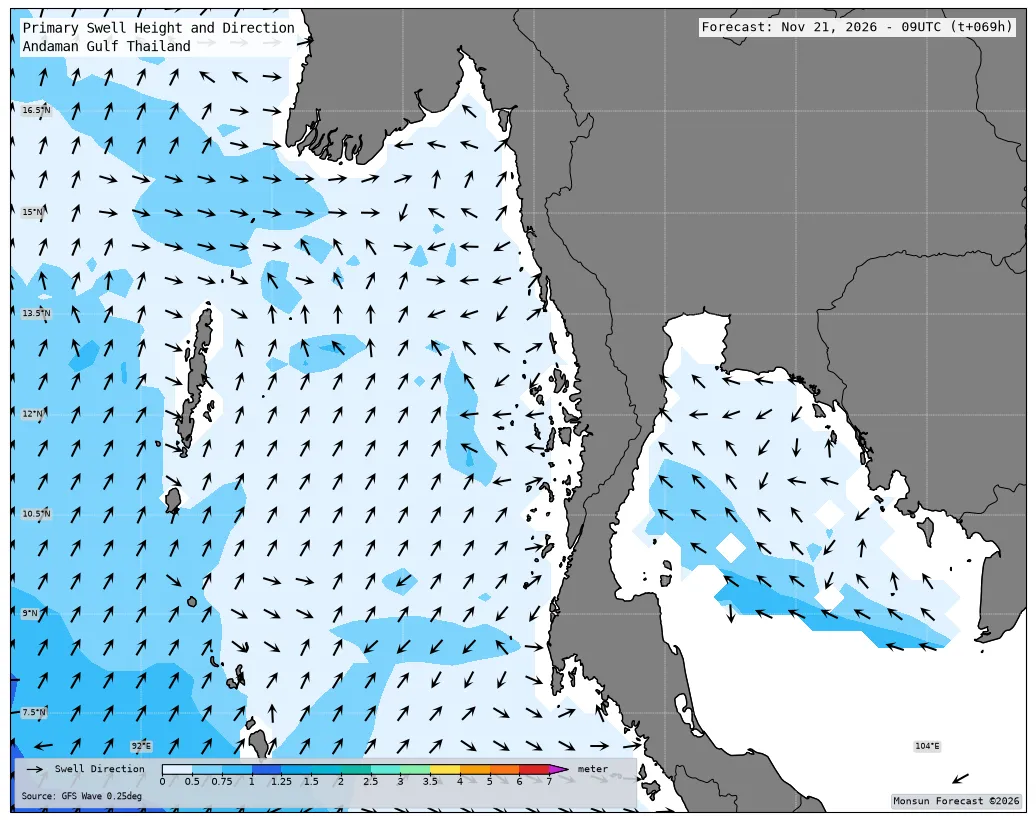 Primary Swell Height and Direction
Andaman Gulf Thailand
Forecast: Nov 21, 2026 - 09UTC (t+069h)
16.5°N
15°N
13.5°N
12°N
10.5°N
9°N
7.5°N
92°E
104°E
Swell Direction
0 0.5 0.75 1 1.25 1.5 2 2.5 3 3.5 4 5 6 7
meter
Source: GFS Wave 0.25deg
Monsun Forecast ©2026